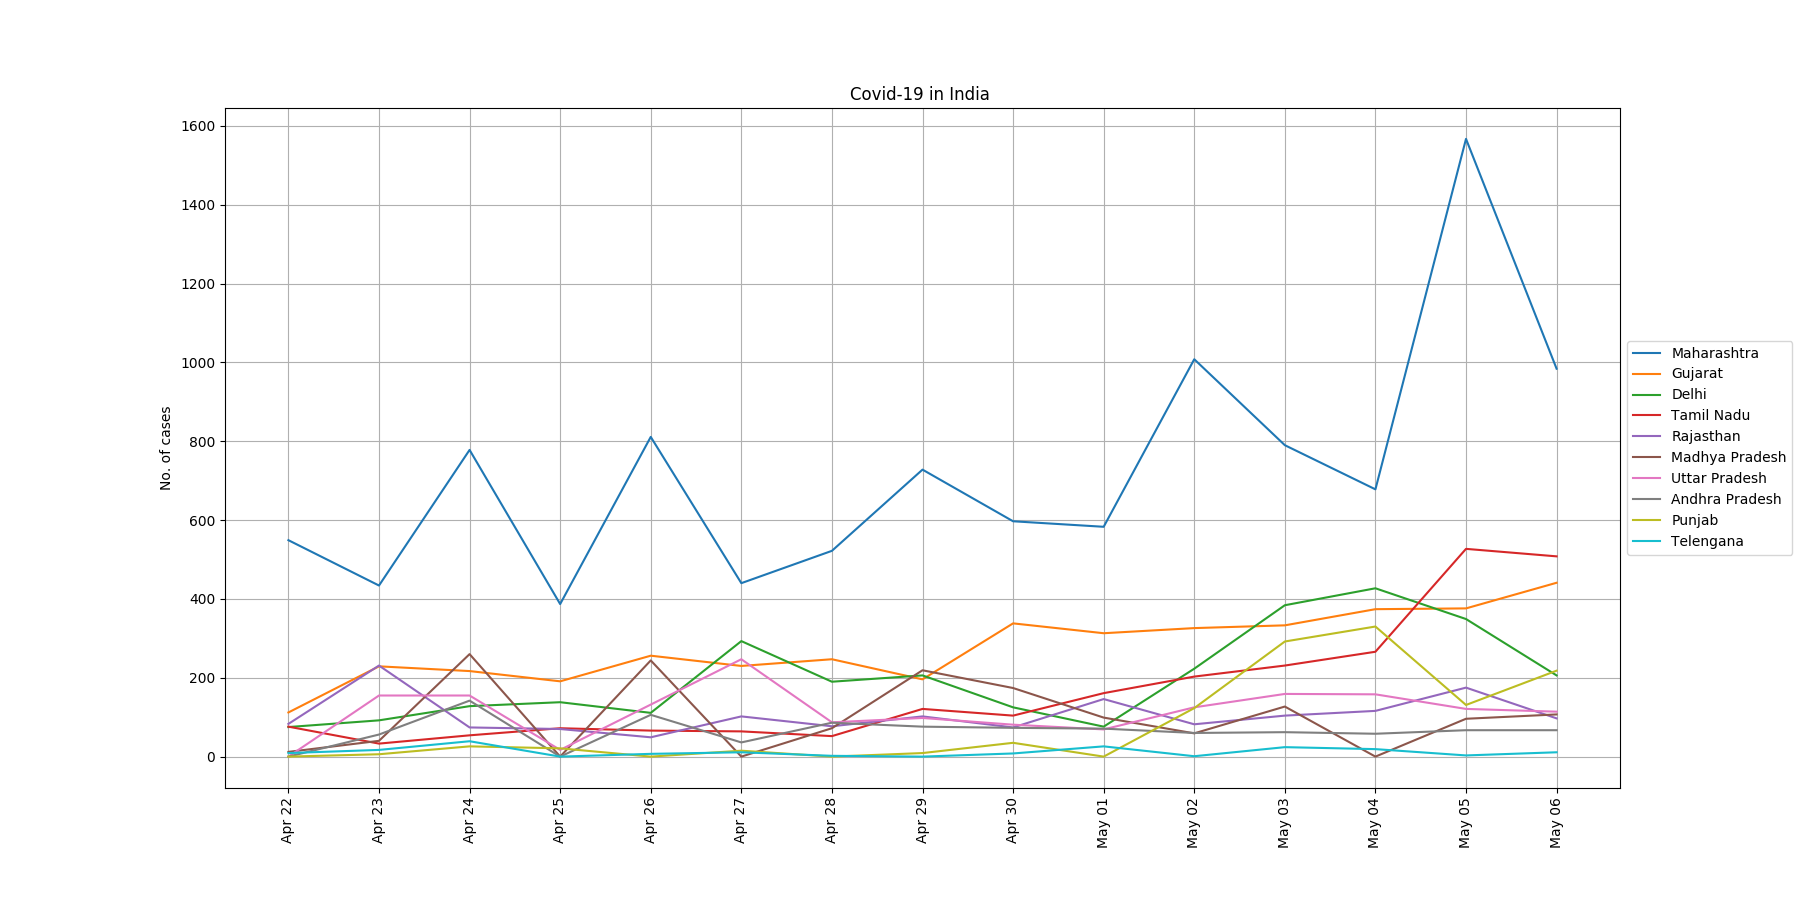 Covid-19 in India
1600
1400
1200
1000
800
600
400
200
0
No. of cases
Apr 22
Apr 23
Apr 24
Apr 25
Apr 26
Apr 27
Apr 28
Apr 29
Apr 30
May 01
May 02
May 03
May 04
May 05
May 06
Maharashtra
Gujarat
Delhi
Tamil Nadu
Rajasthan
Madhya Pradesh
Uttar Pradesh
Andhra Pradesh
Punjab
Telengana